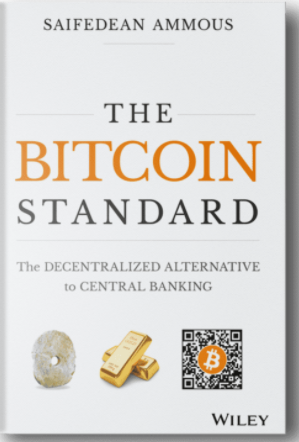 SAIFEDEAN AMMOUS
THE
BITCOIN
STANDARD
The DECENTRALIZED ALTERNATIVE
to CENTRAL BANKING
WILEY